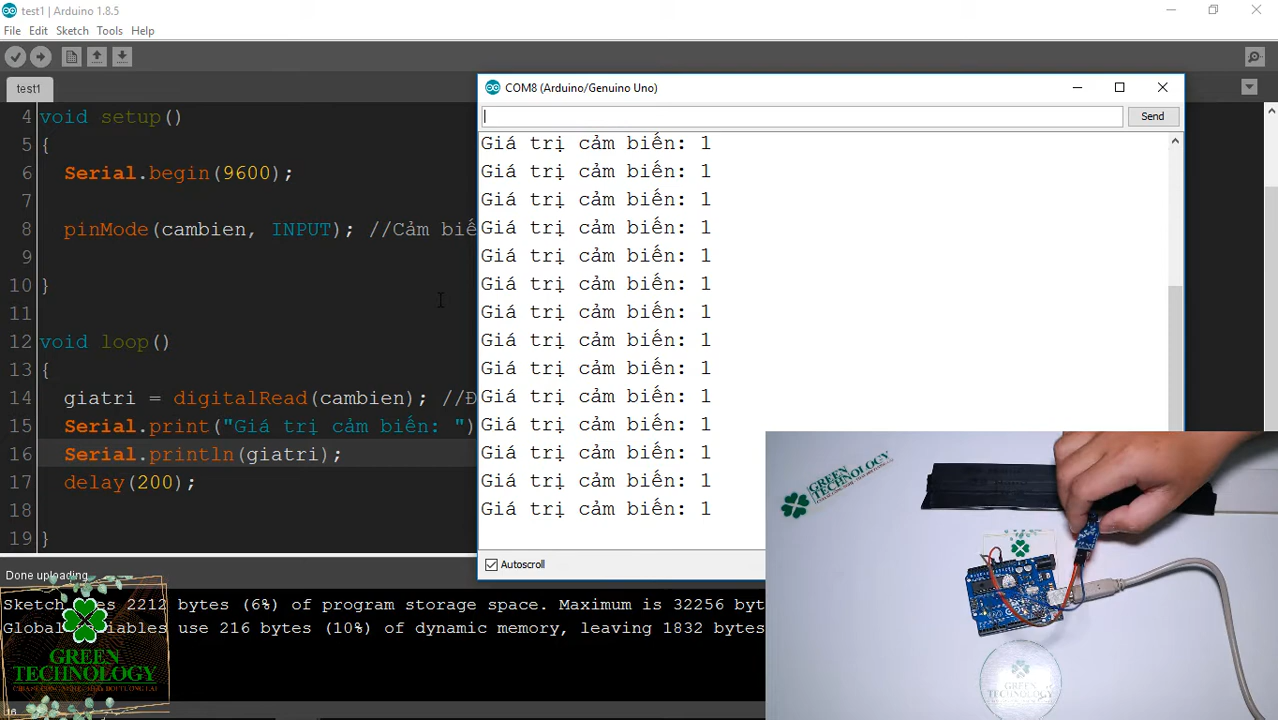 test1 | Arduino 1.8.5
File Edit Sketch Tools Help
test1
4 void setup()
5 {
6 Serial.begin(9600);
7
8 pinMode(cambien, INPUT); //Cảm biế
9
10 }
11
12 void loop()
13 {
14 giatri = digitalRead(cambien); //Đ
15 Serial.print("Giá trị cảm biến: ")
16 Serial.println(giatri);
17 delay(200);
18
19 }
COM8 (Arduino/Genuino Uno)
Send
Giá trị cảm biến: 1
Giá trị cảm biến: 1
Giá trị cảm biến: 1
Giá trị cảm biến: 1
Giá trị cảm biến: 1
Giá trị cảm biến: 1
Giá trị cảm biến: 1
Giá trị cảm biến: 1
Giá trị cảm biến: 1
Giá trị cảm biến: 1
Giá trị cảm biến: 1
Giá trị cảm biến: 1
Giá trị cảm biến: 1
Giá trị cảm biến: 1
Autoscroll
Done uploading.
Sketch es 2212 bytes (6%) of program storage space. Maximum is 32256 byt
Global variables use 216 bytes (10%) of dynamic memory, leaving 1832 bytes
GREEN
TECHNOLOGY
16
GREEN
TECHNOLOGY
GREEN
TECHNOLOGY